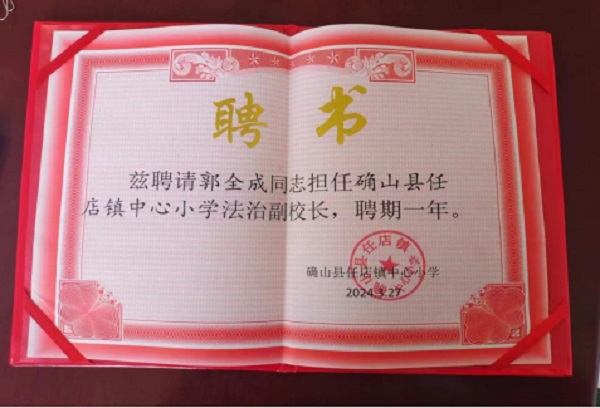 聘书
兹聘请郭全成同志担任确山县任
店镇中心小学法治副校长，聘期一年。
确山县任店镇中心小学
2024.3.27